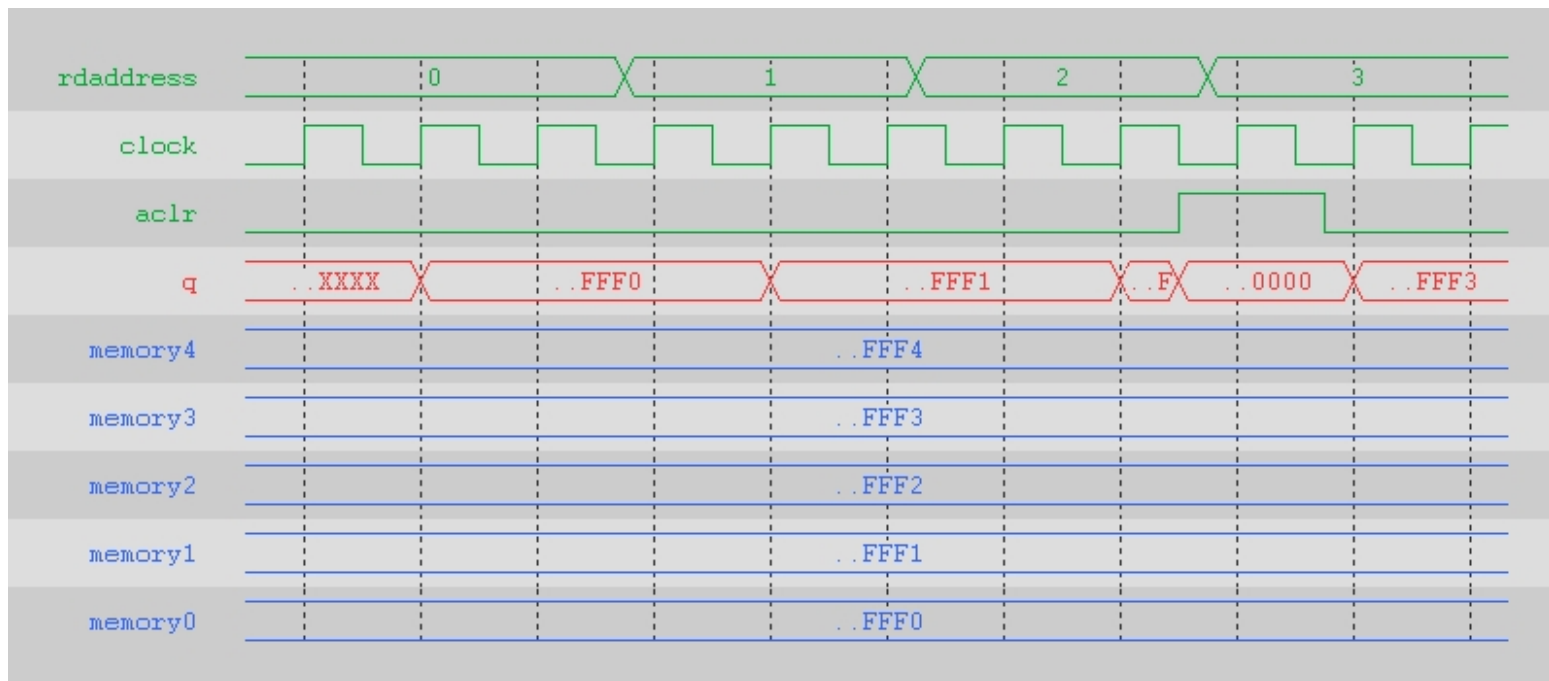 rdaddress 0 1 2 3
clock
aclr
q ..XXXX ..FFF0 ..FFF1 ..F ..0000 ..FFF3
memory4 ..FFF4
memory3 ..FFF3
memory2 ..FFF2
memory1 ..FFF1
memory0 ..FFF0